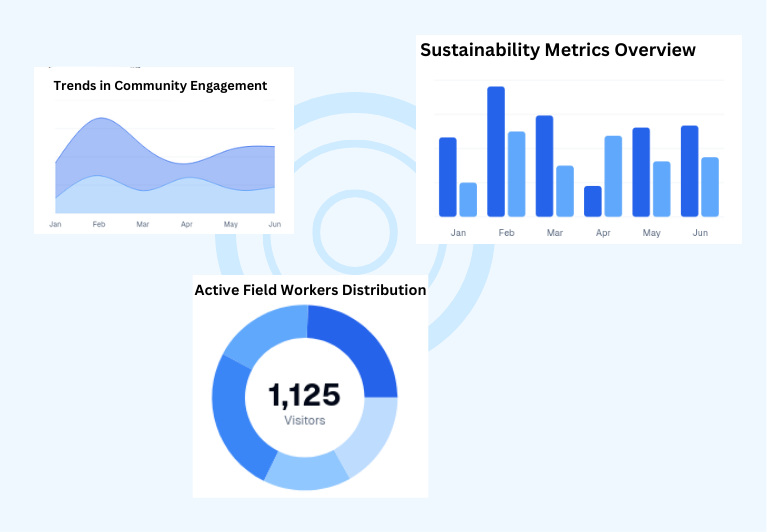 Trends in Community Engagement
Jan Feb Mar Apr May Jun
Sustainability Metrics Overview
Jan Feb Mar Apr May Jun
Active Field Workers Distribution
1,125
Visitors